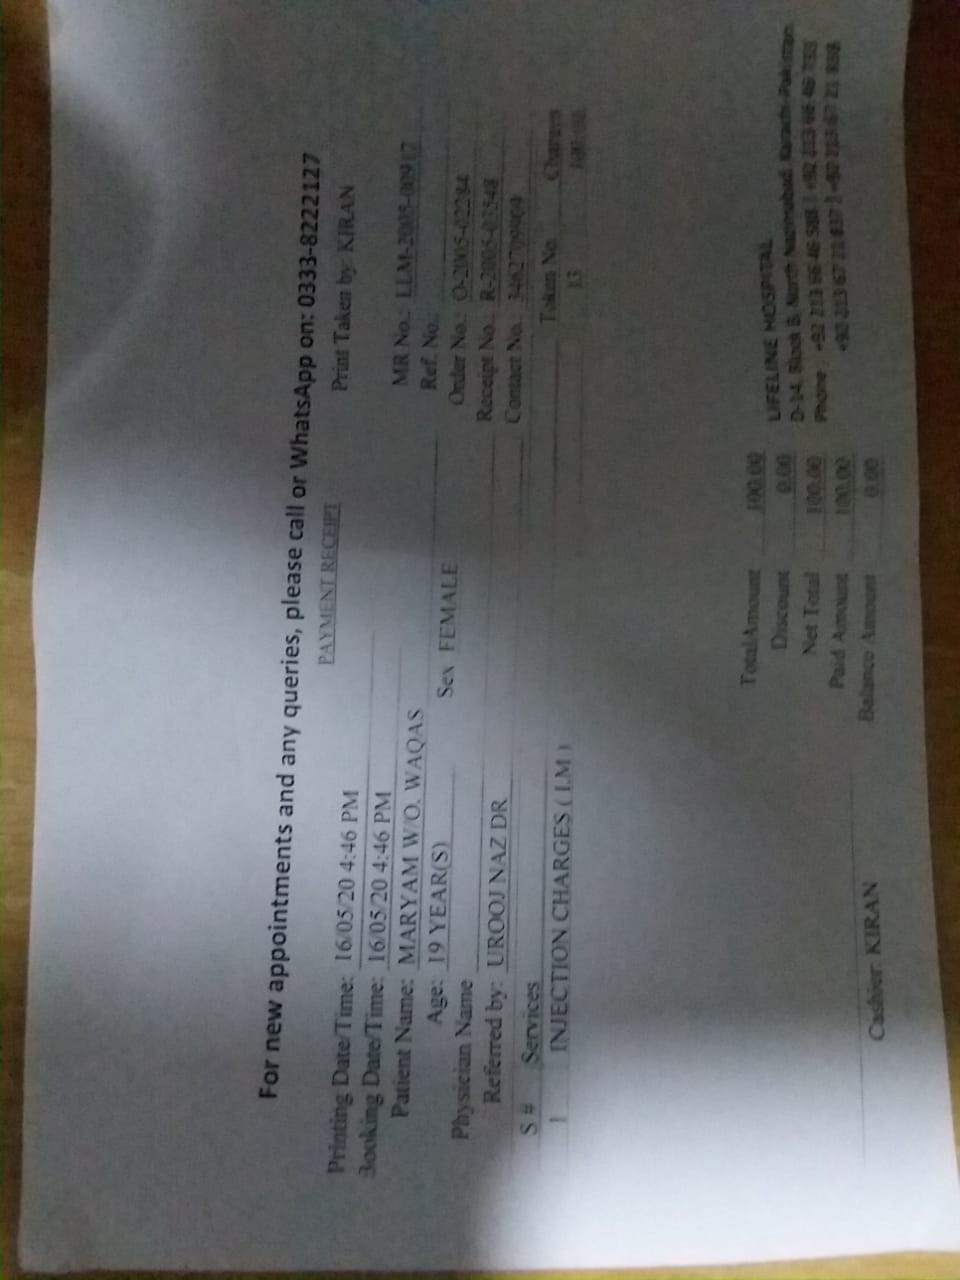 For new appointments and any queries, please call or WhatsApp on: 0333-8222127
PAYMENT RECEIPT
Printing Date/Time: 16/05/20 4:46 PM Print Taken by: KIRAN
Booking Date/Time: 16/05/20 4:46 PM
Patient Name: MARYAM W/O. WAQAS MR No.: LLM-2005-00917
Age: 19 YEAR(S) Sex FEMALE Ref. No.
Physician Name Order No.: O-2005-02294
Referred by: UROOJ NAZ DR Receipt No.: R-2005-03548
Contact No.:
S # Services Token No. Charges
1 INJECTION CHARGES ( I.M ) 13 100.00
Total Amount 100.00
Discount 0.00
Net Total 100.00
Paid Amount 100.00
Balance Amount 0.00
LIFELINE HOSPITAL
D-14, Block B, North Nazimabad, Karachi-Pakistan
Phone :
Cashier: KIRAN